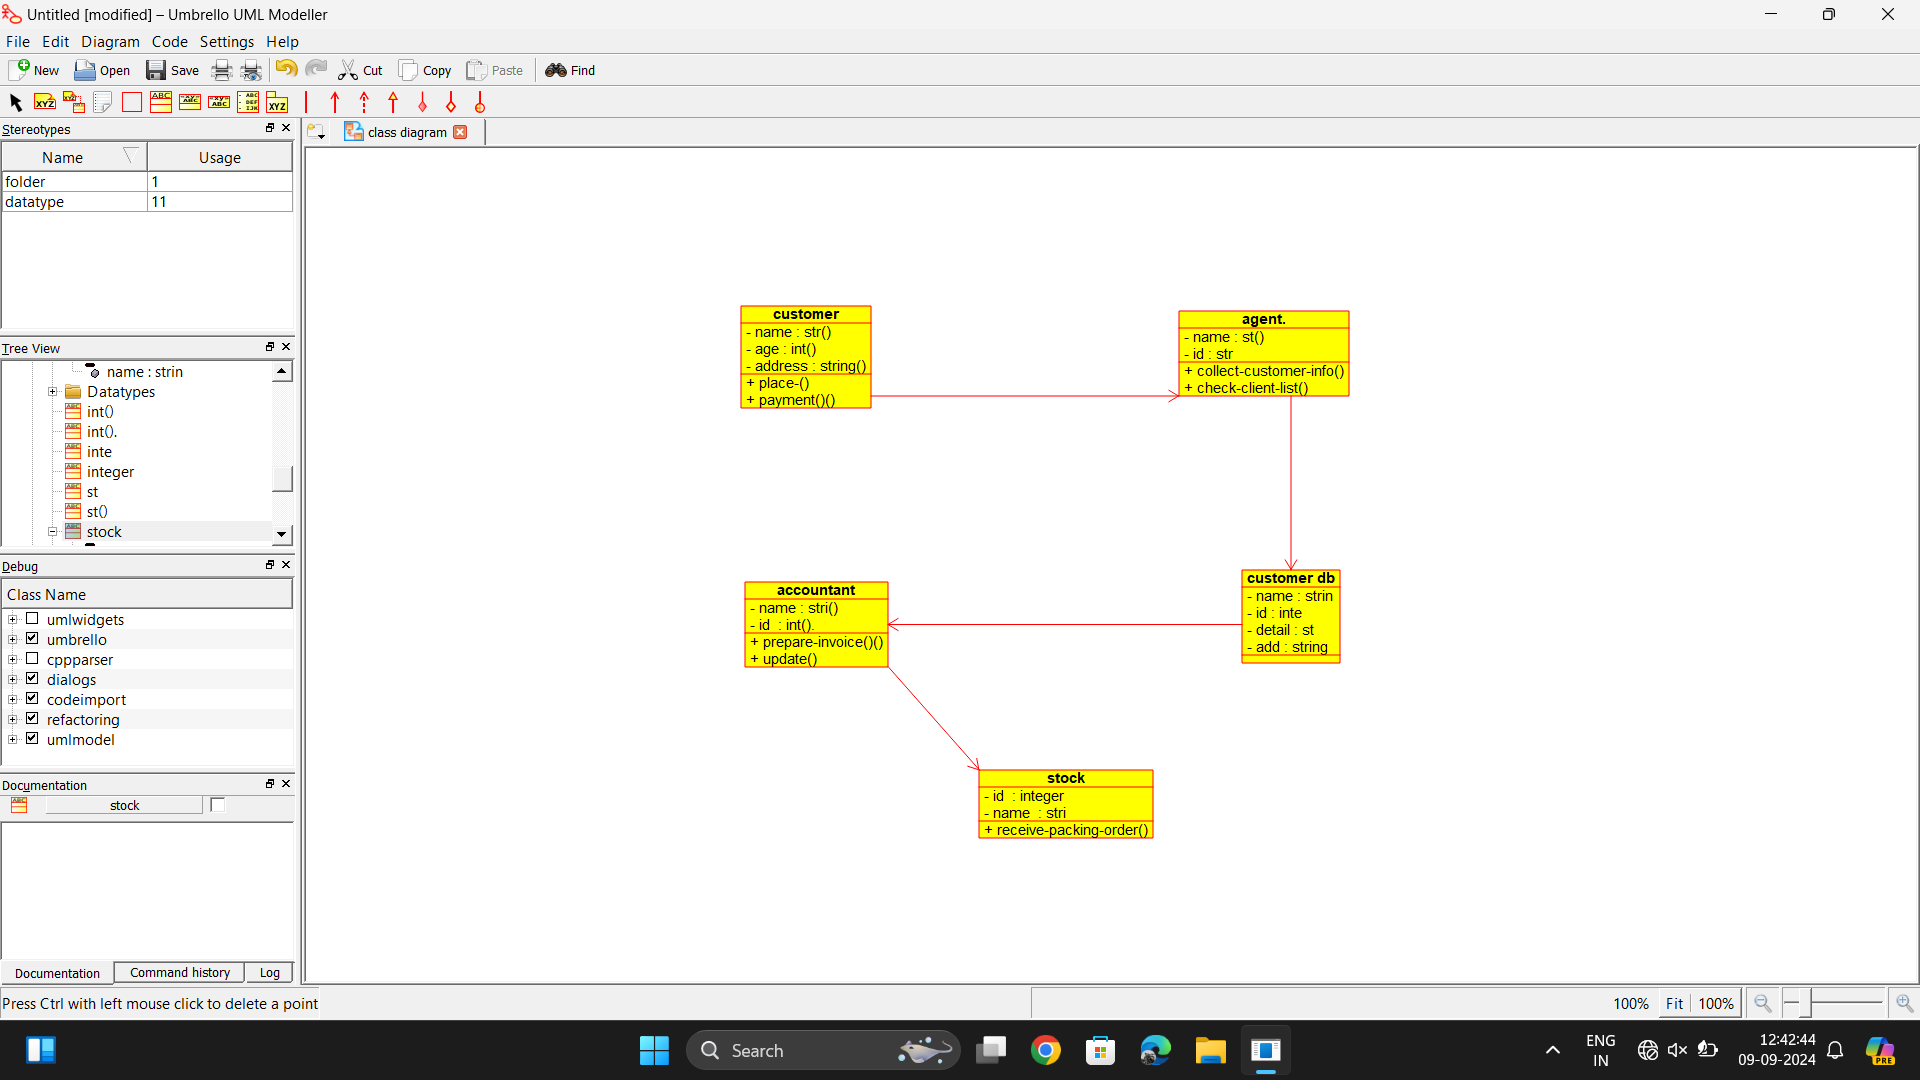 Untitled [modified] – Umbrello UML Modeller
File Edit Diagram Code Settings Help
New Open Save Cut Copy Paste Find
Stereotypes
class diagram
Name Usage
folder 1
datatype 11
Tree View
name : strin
Datatypes
int()
int().
inte
integer
st
st()
stock
Debug
Class Name
umlwidgets
umbrello
cppparser
dialogs
codeimport
refactoring
umlmodel
Documentation
stock
Documentation Command history Log
customer
- name : str()
- age : int()
- address : string()
+ place-()
+ payment()()
agent.
- name : st()
- id : str
+ collect-customer-info()
+ check-client-list()
accountant
- name : stri()
- id : int().
+ prepare-invoice()()
+ update()
customer db
- name : strin
- id : inte
- detail : st
- add : string
stock
- id : integer
- name : stri
+ receive-packing-order()
Press Ctrl with left mouse click to delete a point
100% Fit 100%
Search
ENG
IN
12:42:44
09-09-2024
PRE